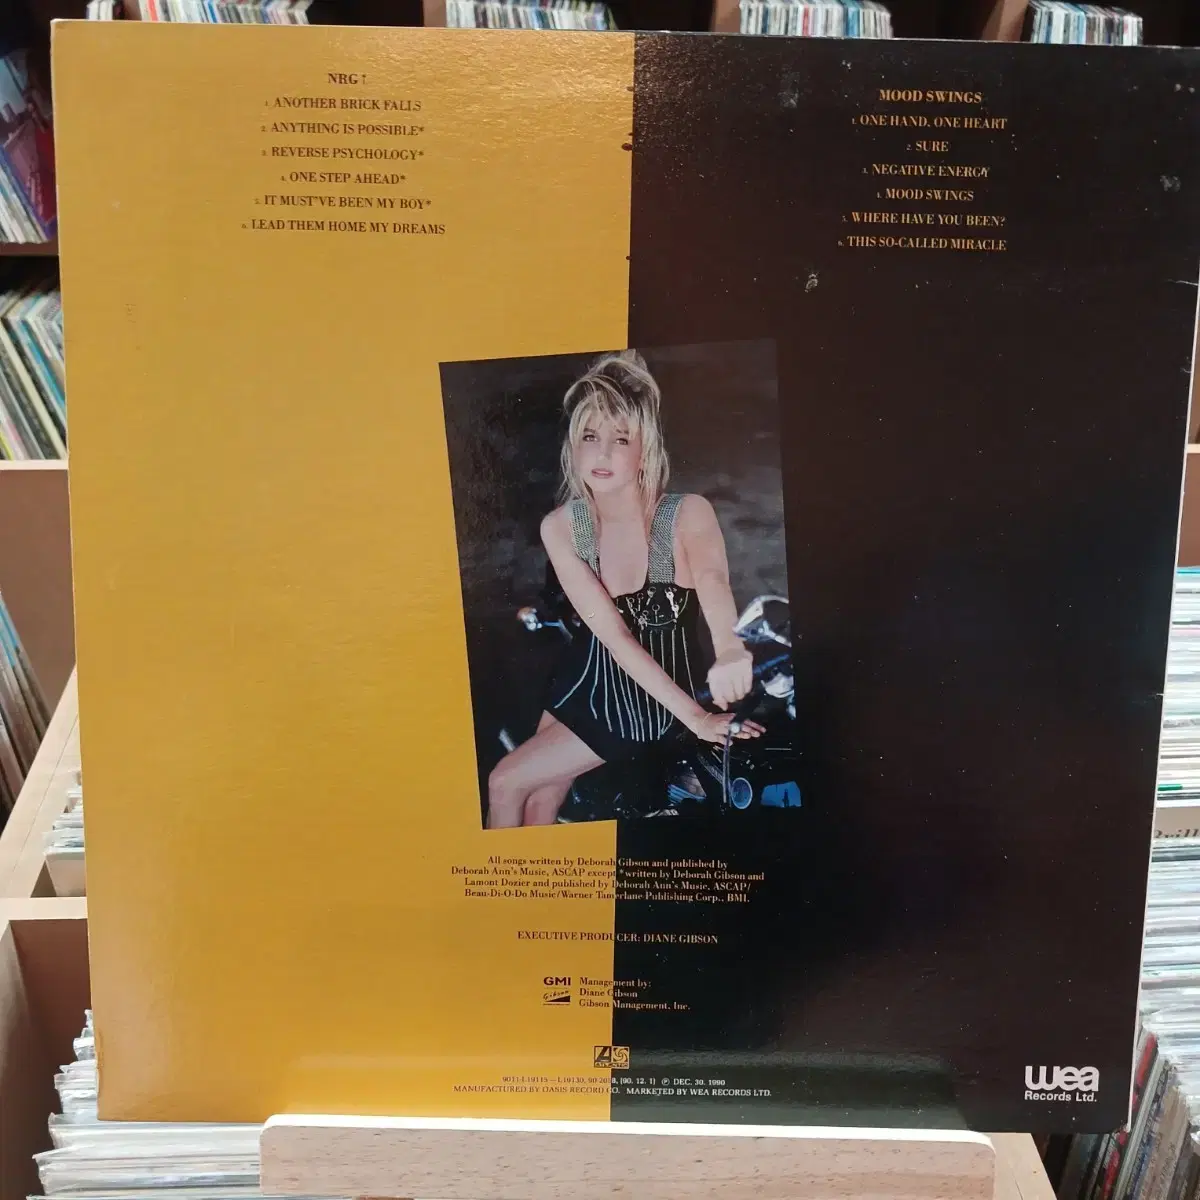 NRG↑
1. ANOTHER BRICK FALLS
2. ANYTHING IS POSSIBLE*
3. REVERSE PSYCHOLOGY*
4. ONE STEP AHEAD*
5. IT MUST'VE BEEN MY BOY*
6. LEAD THEM HOME MY DREAMS
MOOD SWINGS
1. ONE HAND, ONE HEART
2. SURE
3. NEGATIVE ENERGY
4. MOOD SWINGS
5. WHERE HAVE YOU BEEN?
6. THIS SO-CALLED MIRACLE
All songs written by Deborah Gibson and published by
Deborah Ann's Music, ASCAP except *written by Deborah Gibson and
Lamont Dozier and published by Deborah Ann's Music, ASCAP/
Beau-Di-O-Do Music/Warner Tamerlane Publishing Corp., BMI.
EXECUTIVE PRODUCER: DIANE GIBSON
GMI
Gibson
Management by:
Diane Gibson
Gibson Management, Inc.
ATLANTIC
(90. 12. 1) ℗ DEC. 30. 1990
MANUFACTURED BY OASIS RECORD CO. MARKETED BY WEA RECORDS LTD.
wea
Records Ltd.